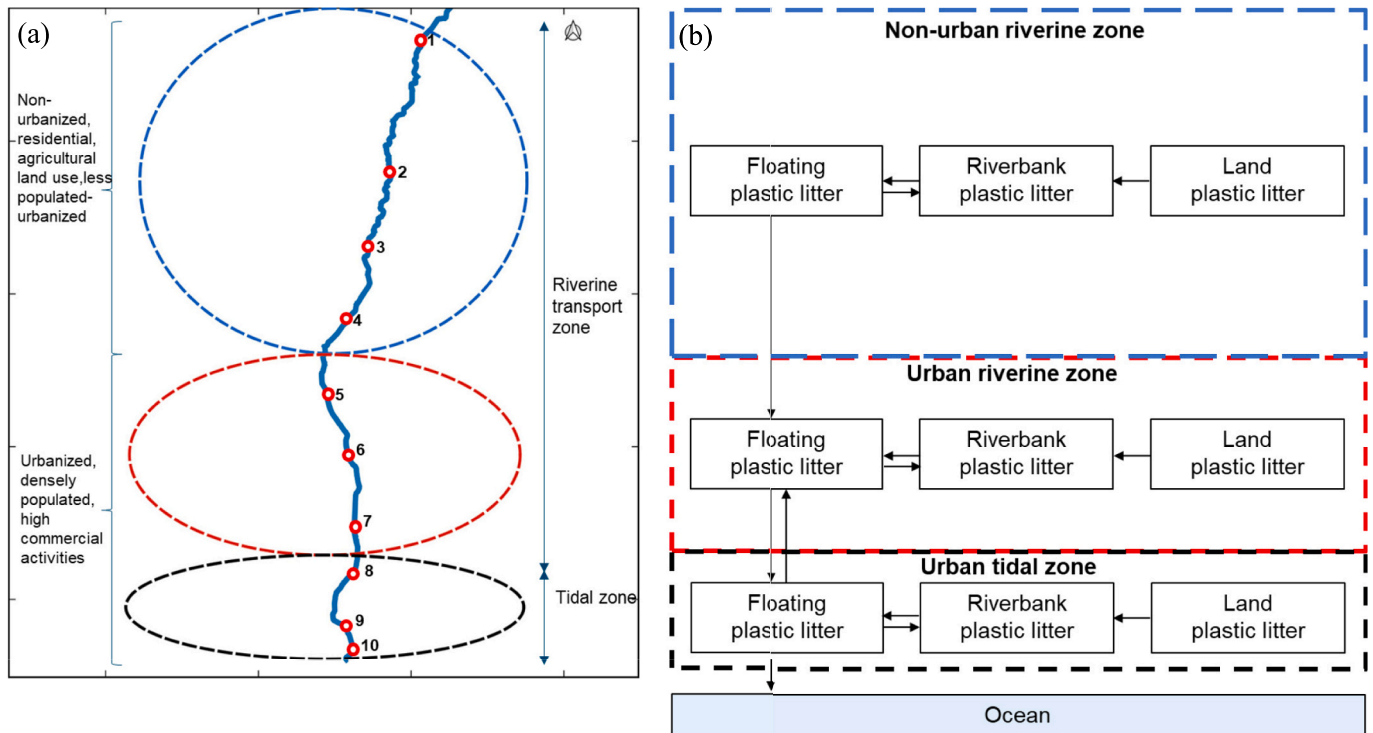 (a)
1
2
3
4
5
6
7
8
9
10
Non-
urbanized,
residential,
agricultural
land use,less
populated-
urbanized
Urbanized,
densely
populated,
high
commercial
activities
Riverine
transport
zone
Tidal zone
(b)
Non-urban riverine zone
Floating
plastic litter
Riverbank
plastic litter
Land
plastic litter
Urban riverine zone
Floating
plastic litter
Riverbank
plastic litter
Land
plastic litter
Urban tidal zone
Floating
plastic litter
Riverbank
plastic litter
Land
plastic litter
Ocean